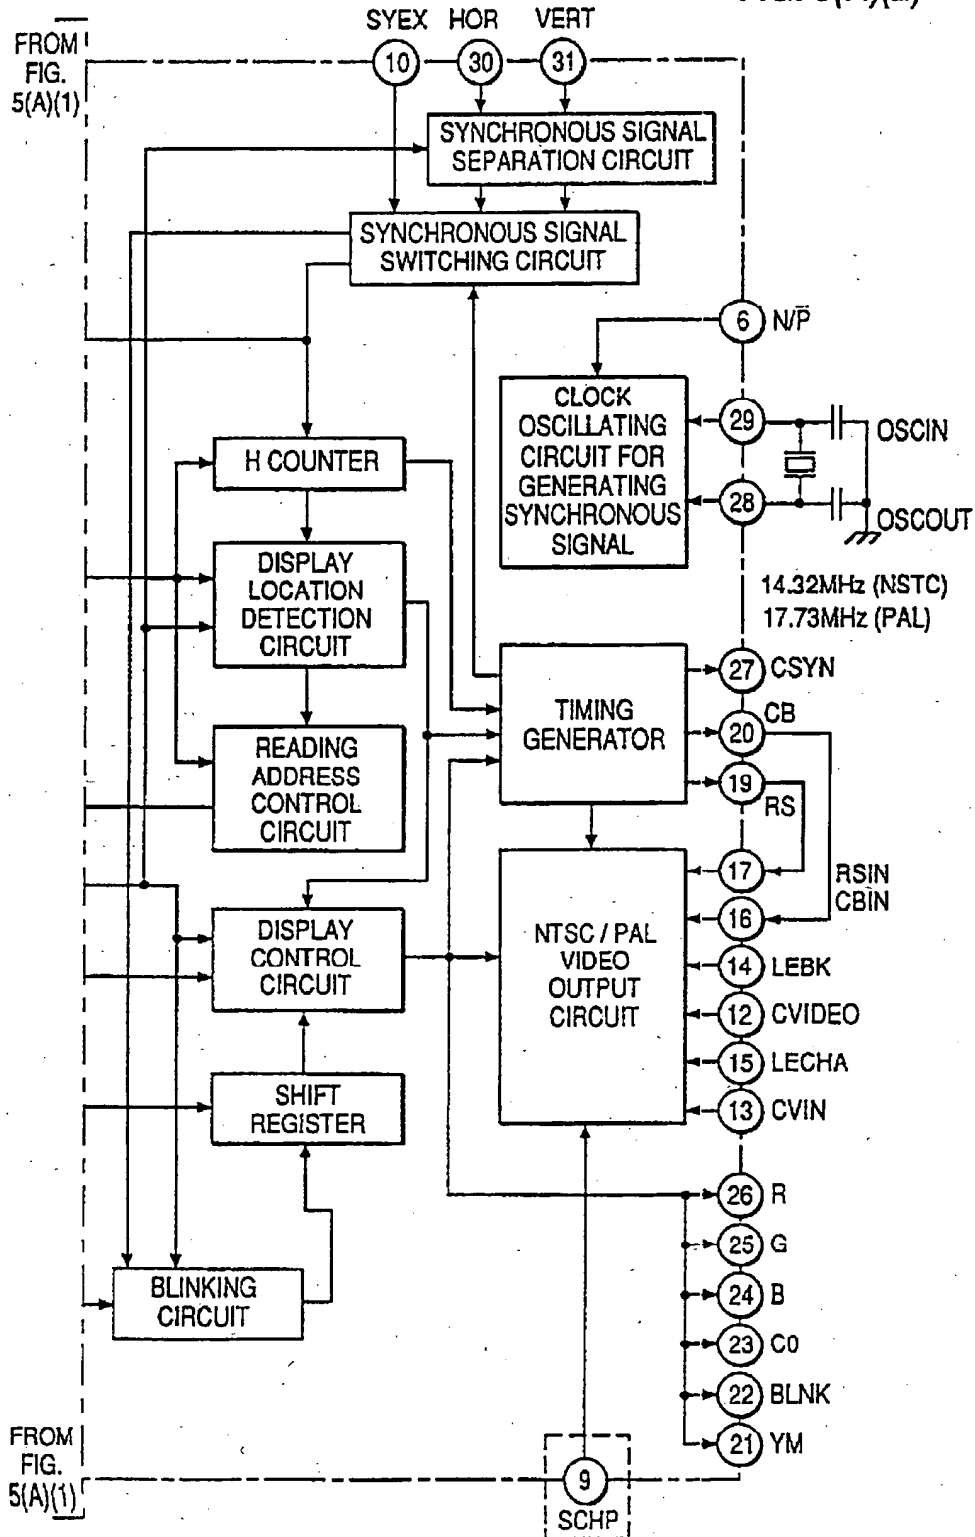 SYEX HOR VERT
FROM
FIG.
5(A)(1)
10 30 31
SYNCHRONOUS SIGNAL
SEPARATION CIRCUIT
SYNCHRONOUS SIGNAL
SWITCHING CIRCUIT
6 N/P̅
CLOCK
OSCILLATING
CIRCUIT FOR
GENERATING
SYNCHRONOUS
SIGNAL
29
OSCIN
28
OSCOUT
14.32MHz (NSTC)
17.73MHz (PAL)
H COUNTER
DISPLAY
LOCATION
DETECTION
CIRCUIT
TIMING
GENERATOR
27 CSYN
20 CB
19
RS
READING
ADDRESS
CONTROL
CIRCUIT
17
RSIN
CBIN
16
NTSC / PAL
VIDEO
OUTPUT
CIRCUIT
14 LEBK
12 CVIDEO
15 LECHA
13 CVIN
DISPLAY
CONTROL
CIRCUIT
SHIFT
REGISTER
26 R
25 G
24 B
23 C0
22 BLNK
21 YM
BLINKING
CIRCUIT
FROM
FIG.
5(A)(1)
9
SCHP